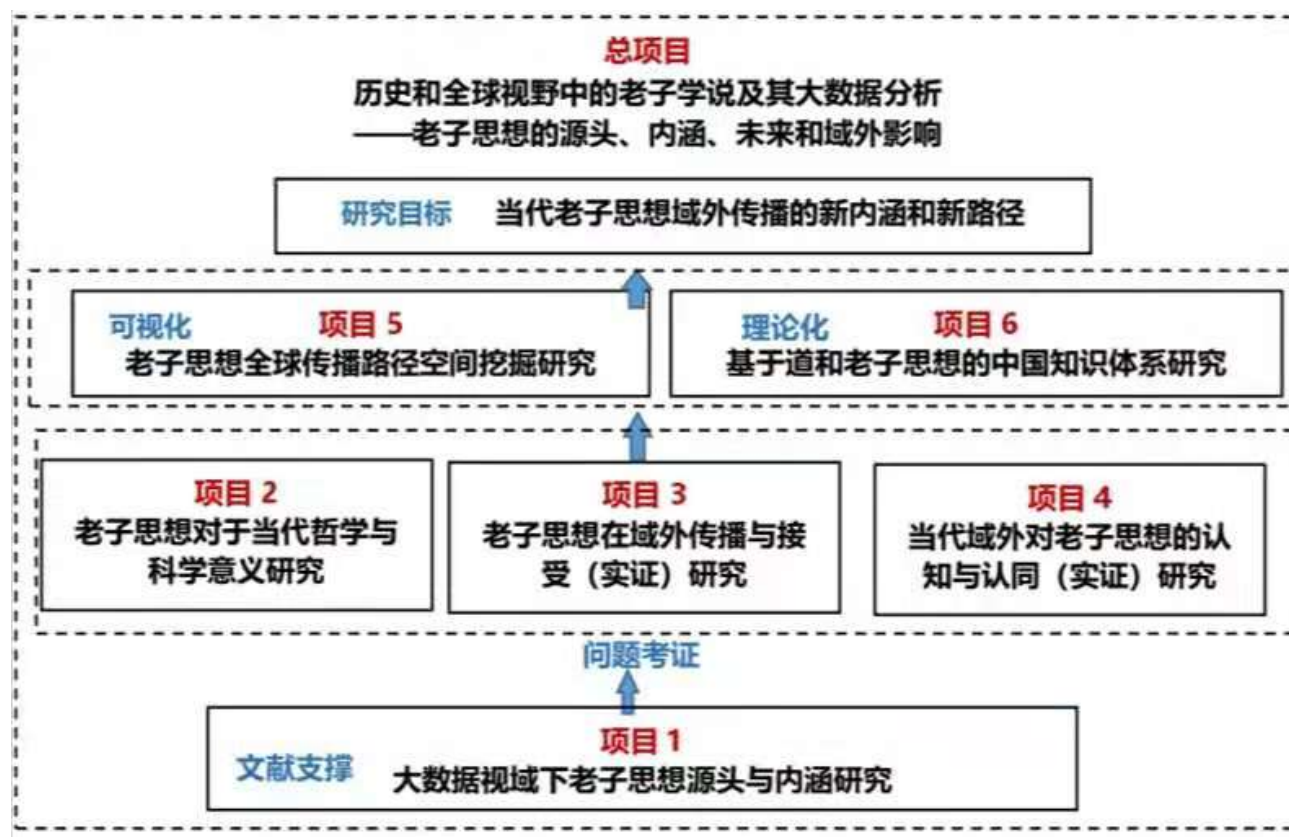 总项目
历史和全球视野中的老子学说及其大数据分析
——老子思想的源头、内涵、未来和域外影响
研究目标 当代老子思想域外传播的新内涵和新路径
可视化 项目 5
老子思想全球传播路径空间挖掘研究
理论化 项目 6
基于道和老子思想的中国知识体系研究
项目 2
老子思想对于当代哲学与
科学意义研究
项目 3
老子思想在域外传播与接
受（实证）研究
项目 4
当代域外对老子思想的认
知与认同（实证）研究
问题考证
项目 1
文献支撑 大数据视域下老子思想源头与内涵研究